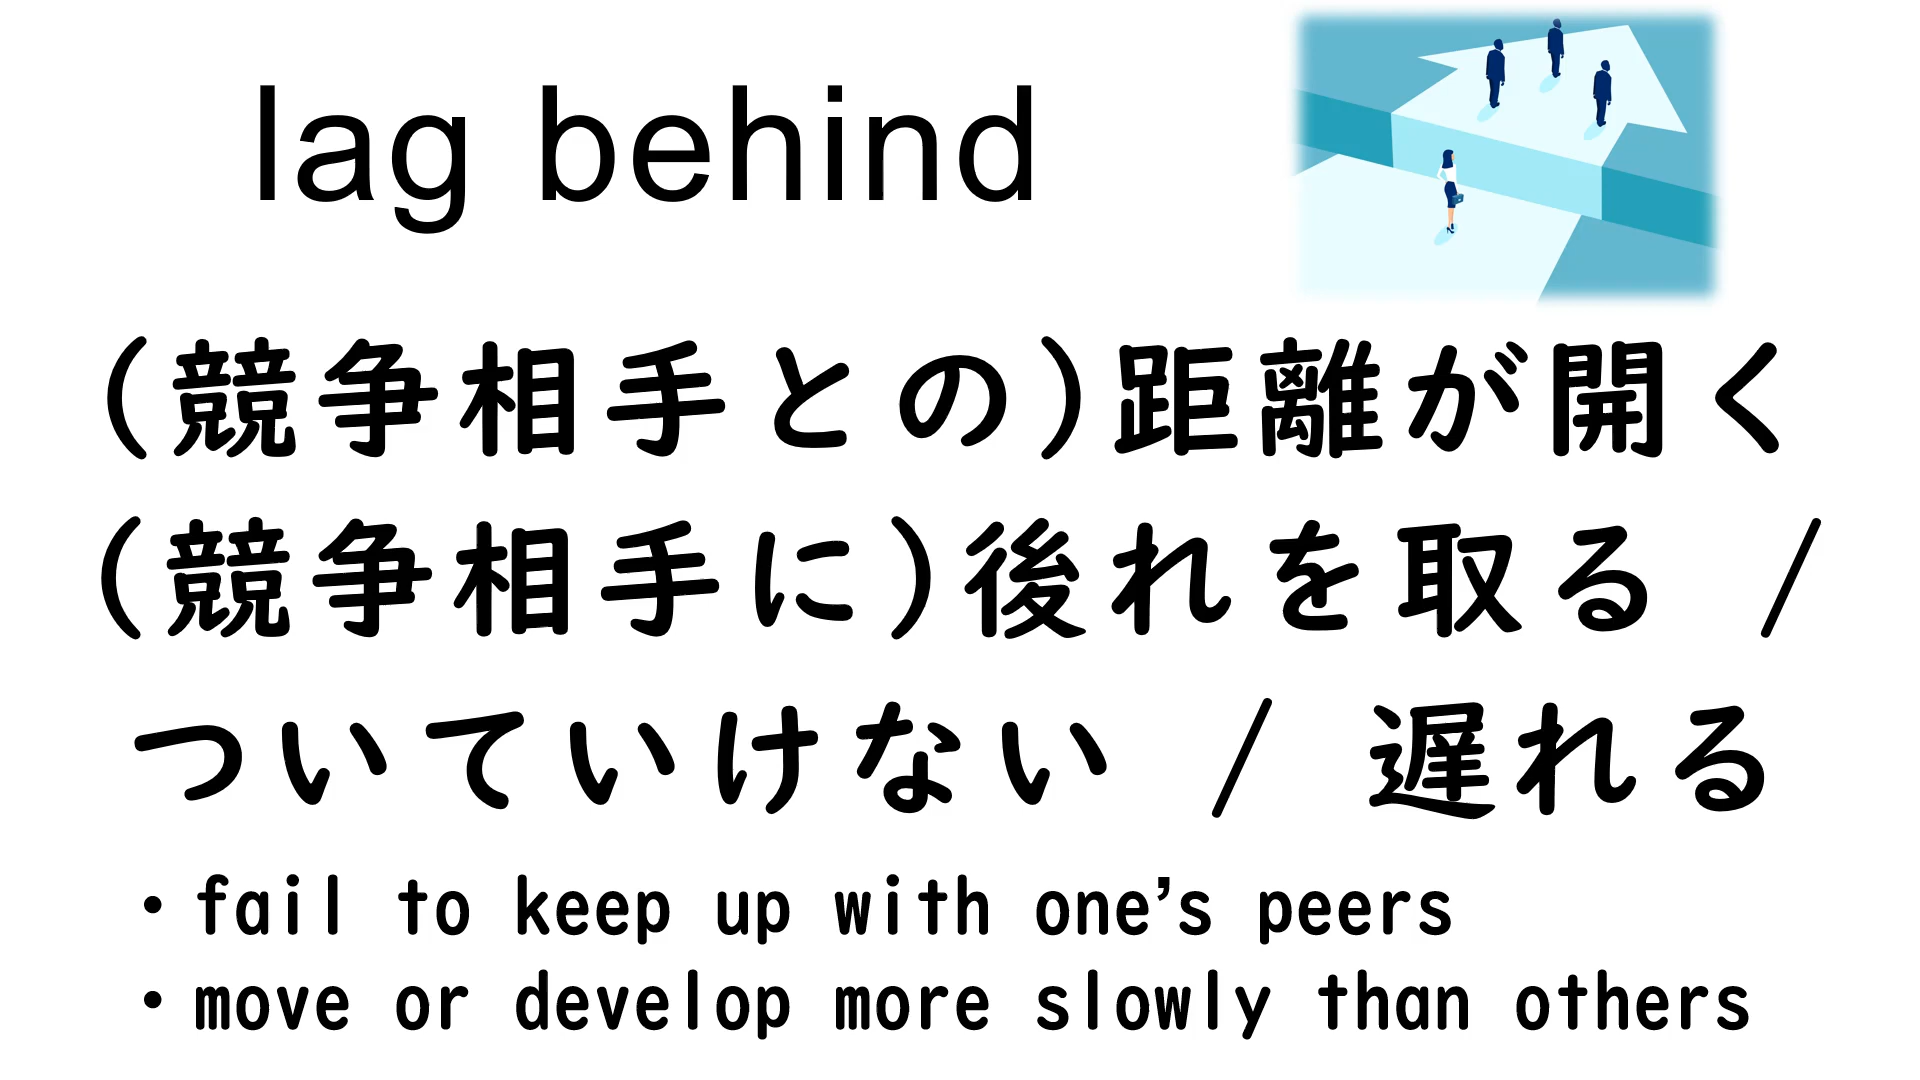 lag behind
(競争相手との)距離が開く
(競争相手に)後れを取る /
ついていけない / 遅れる
・fail to keep up with one’s peers
・move or develop more slowly than others